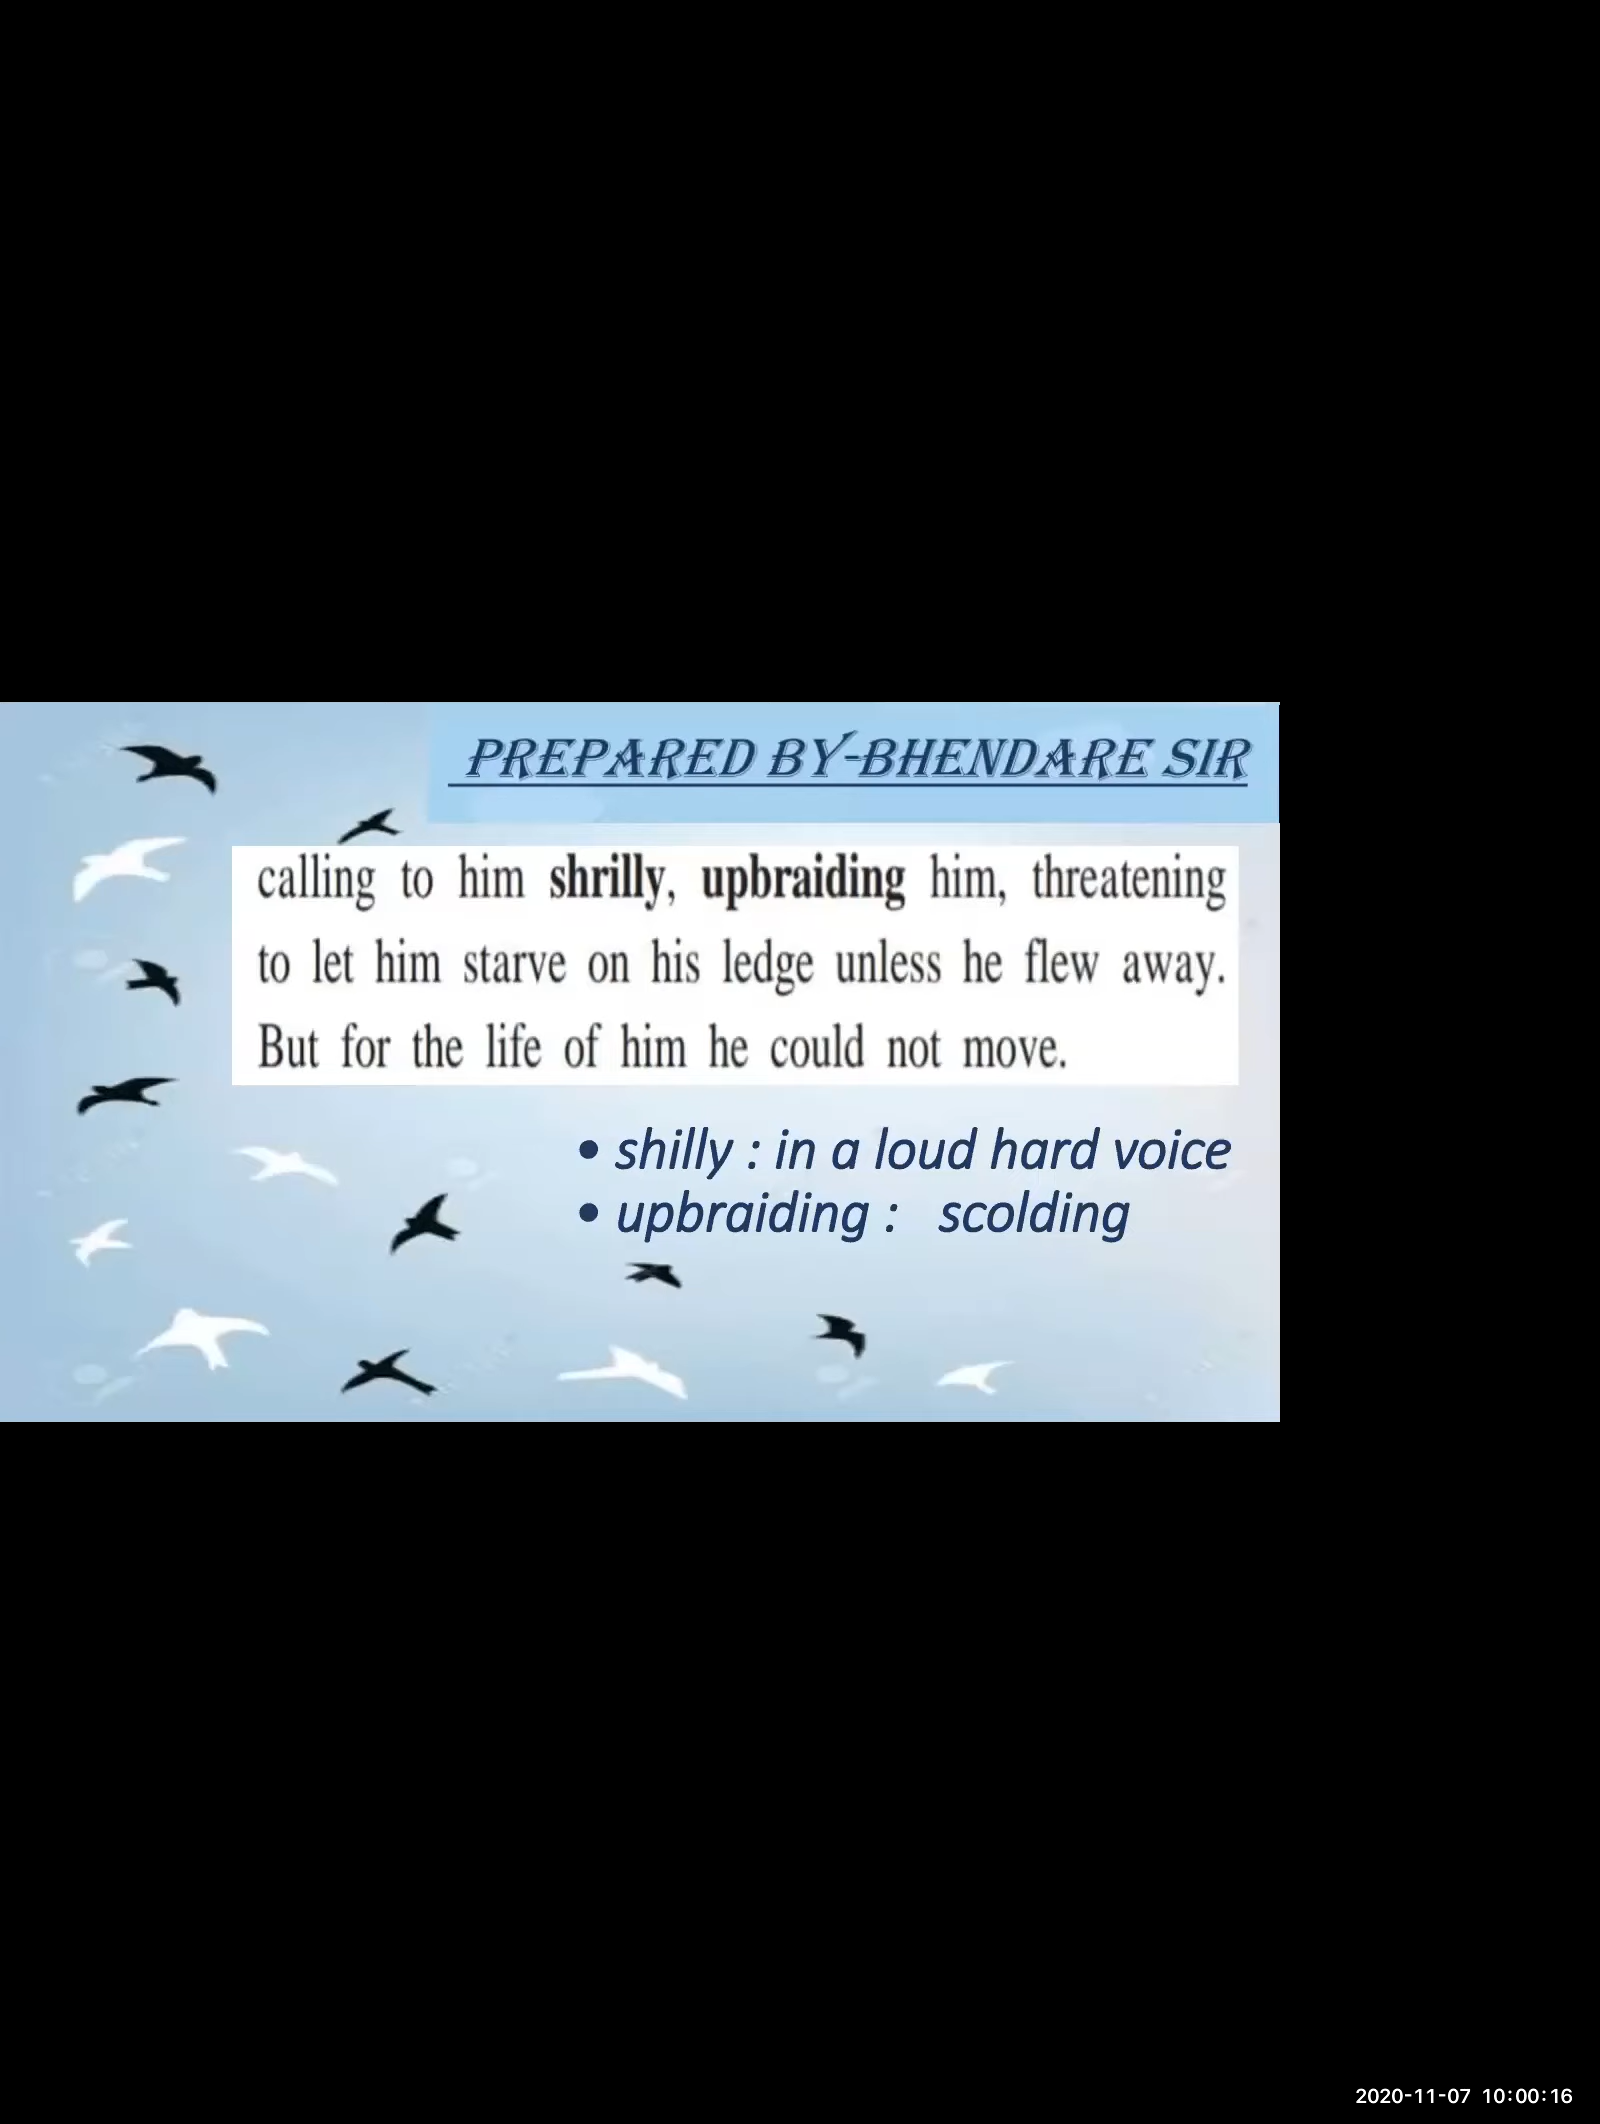 PREPARED BY-BHENDARE SIR
calling to him shrilly, upbraiding him, threatening
to let him starve on his ledge unless he flew away.
But for the life of him he could not move.
• shilly : in a loud hard voice
• upbraiding : scolding
2020-11-07 10:00:16